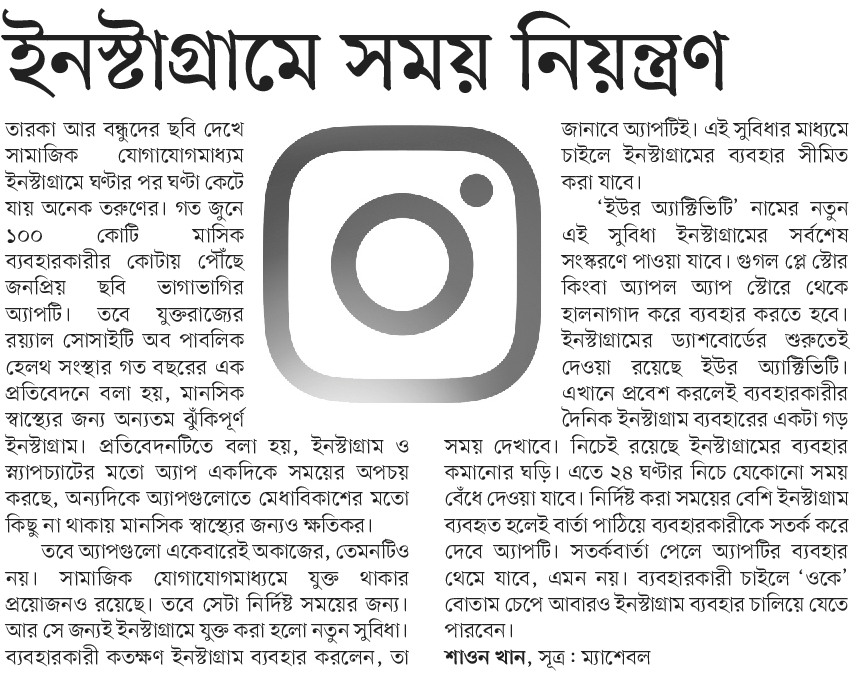 ইনস্টাগ্রামে সময় নিয়ন্ত্রণ
তারকা আর বন্ধুদের ছবি দেখে
সামাজিক যোগাযোগমাধ্যম
ইনস্টাগ্রামে ঘণ্টার পর ঘণ্টা কেটে
যায় অনেক তরুণের। গত জুনে
১০০ কোটি মাসিক
ব্যবহারকারীর কোটায় পৌঁছে
জনপ্রিয় ছবি ভাগাভাগির
অ্যাপটি। তবে যুক্তরাজ্যের
রয়্যাল সোসাইটি অব পাবলিক
হেলথ সংস্থার গত বছরের এক
প্রতিবেদনে বলা হয়, মানসিক
স্বাস্থ্যের জন্য অন্যতম ঝুঁকিপূর্ণ
ইনস্টাগ্রাম। প্রতিবেদনটিতে বলা হয়, ইনস্টাগ্রাম ও
স্ন্যাপচ্যাটের মতো অ্যাপ একদিকে সময়ের অপচয়
করছে, অন্যদিকে অ্যাপগুলোতে মেধাবিকাশের মতো
কিছু না থাকায় মানসিক স্বাস্থ্যের জন্যও ক্ষতিকর।
তবে অ্যাপগুলো একেবারেই অকাজের, তেমনটিও
নয়। সামাজিক যোগাযোগমাধ্যমে যুক্ত থাকার
প্রয়োজনও রয়েছে। তবে সেটা নির্দিষ্ট সময়ের জন্য।
আর সে জন্যই ইনস্টাগ্রামে যুক্ত করা হলো নতুন সুবিধা।
ব্যবহারকারী কতক্ষণ ইনস্টাগ্রাম ব্যবহার করলেন, তা
জানাবে অ্যাপটিই। এই সুবিধার মাধ্যমে
চাইলে ইনস্টাগ্রামের ব্যবহার সীমিত
করা যাবে।
‘ইউর অ্যাক্টিভিটি’ নামের নতুন
এই সুবিধা ইনস্টাগ্রামের সর্বশেষ
সংস্করণে পাওয়া যাবে। গুগল প্লে স্টোর
কিংবা অ্যাপল অ্যাপ স্টোরে থেকে
হালনাগাদ করে ব্যবহার করতে হবে।
ইনস্টাগ্রামের ড্যাশবোর্ডের শুরুতেই
দেওয়া রয়েছে ইউর অ্যাক্টিভিটি।
এখানে প্রবেশ করলেই ব্যবহারকারীর
দৈনিক ইনস্টাগ্রাম ব্যবহারের একটা গড়
সময় দেখাবে। নিচেই রয়েছে ইনস্টাগ্রামের ব্যবহার
কমানোর ঘড়ি। এতে ২৪ ঘণ্টার নিচে যেকোনো সময়
বেঁধে দেওয়া যাবে। নির্দিষ্ট করা সময়ের বেশি ইনস্টাগ্রাম
ব্যবহৃত হলেই বার্তা পাঠিয়ে ব্যবহারকারীকে সতর্ক করে
দেবে অ্যাপটি। সতর্কবার্তা পেলে অ্যাপটির ব্যবহার
থেমে যাবে, এমন নয়। ব্যবহারকারী চাইলে ‘ওকে’
বোতাম চেপে আবারও ইনস্টাগ্রাম ব্যবহার চালিয়ে যেতে
পারবেন।
শাওন খান, সূত্র : ম্যাশেবল